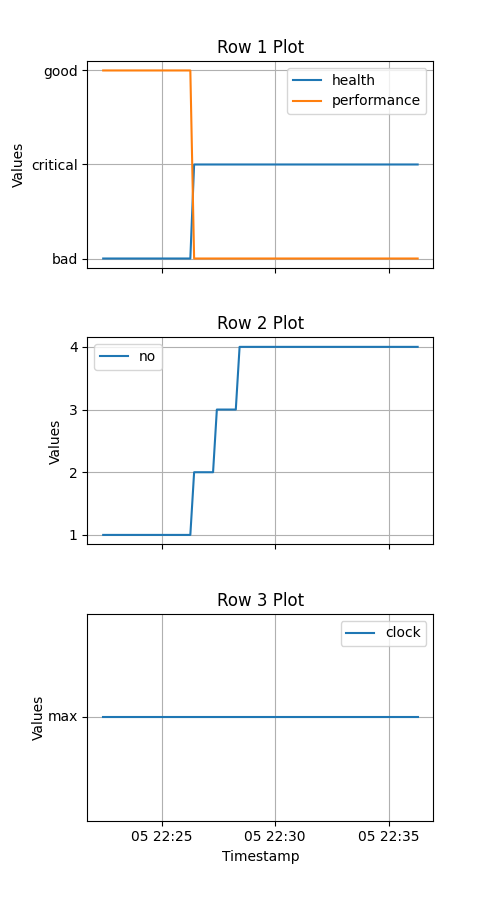 Row 1 Plot
good
critical
bad
Values
health
performance
Row 2 Plot
4
3
2
1
Values
no
Row 3 Plot
max
Values
clock
05 22:25 05 22:30 05 22:35
Timestamp